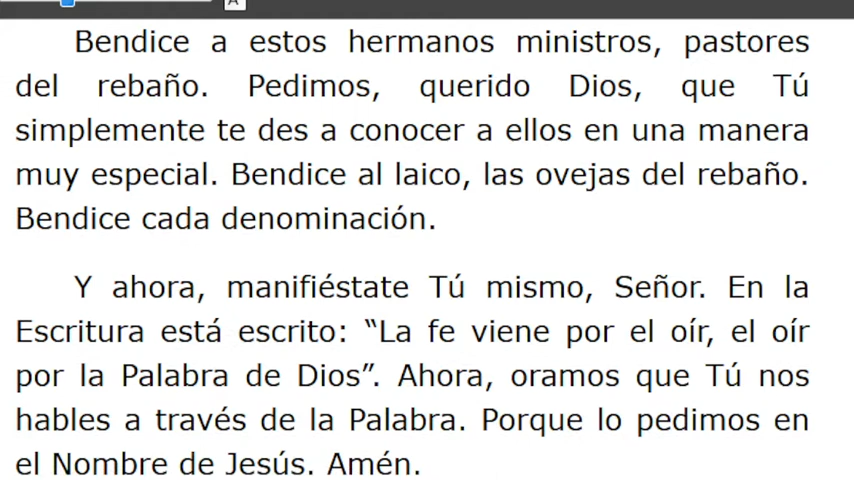 A
Bendice a estos hermanos ministros, pastores
del rebaño. Pedimos, querido Dios, que Tú
simplemente te des a conocer a ellos en una manera
muy especial. Bendice al laico, las ovejas del rebaño.
Bendice cada denominación.
Y ahora, manifiéstate Tú mismo, Señor. En la
Escritura está escrito: “La fe viene por el oír, el oír
por la Palabra de Dios”. Ahora, oramos que Tú nos
hables a través de la Palabra. Porque lo pedimos en
el Nombre de Jesús. Amén.